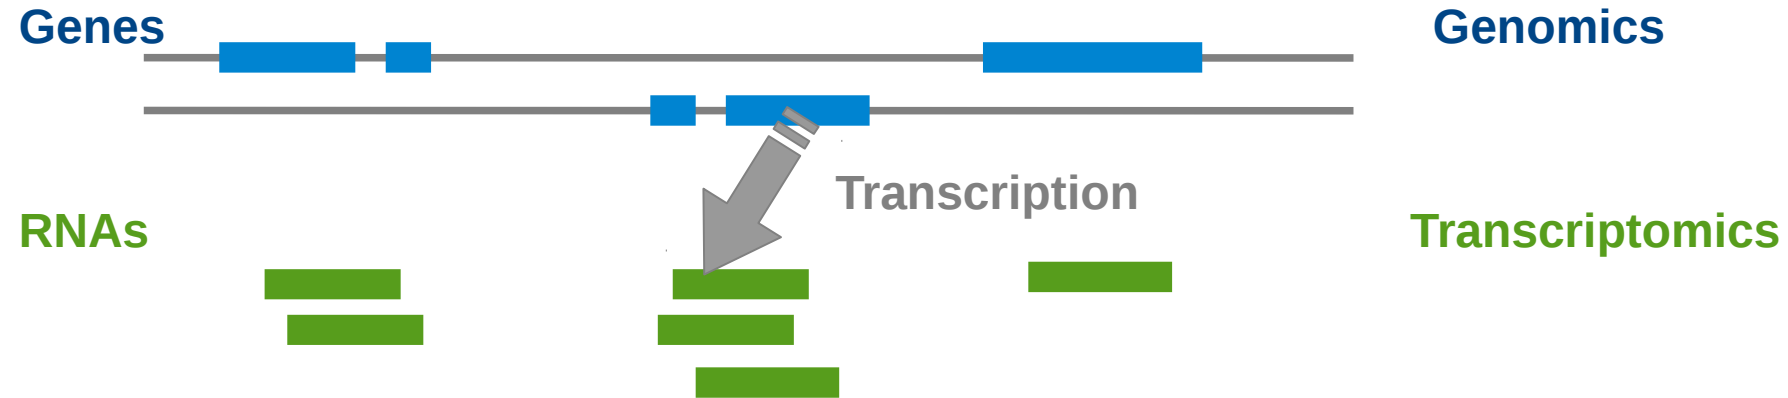 Genes
Genomics
Transcription
RNAs
Transcriptomics